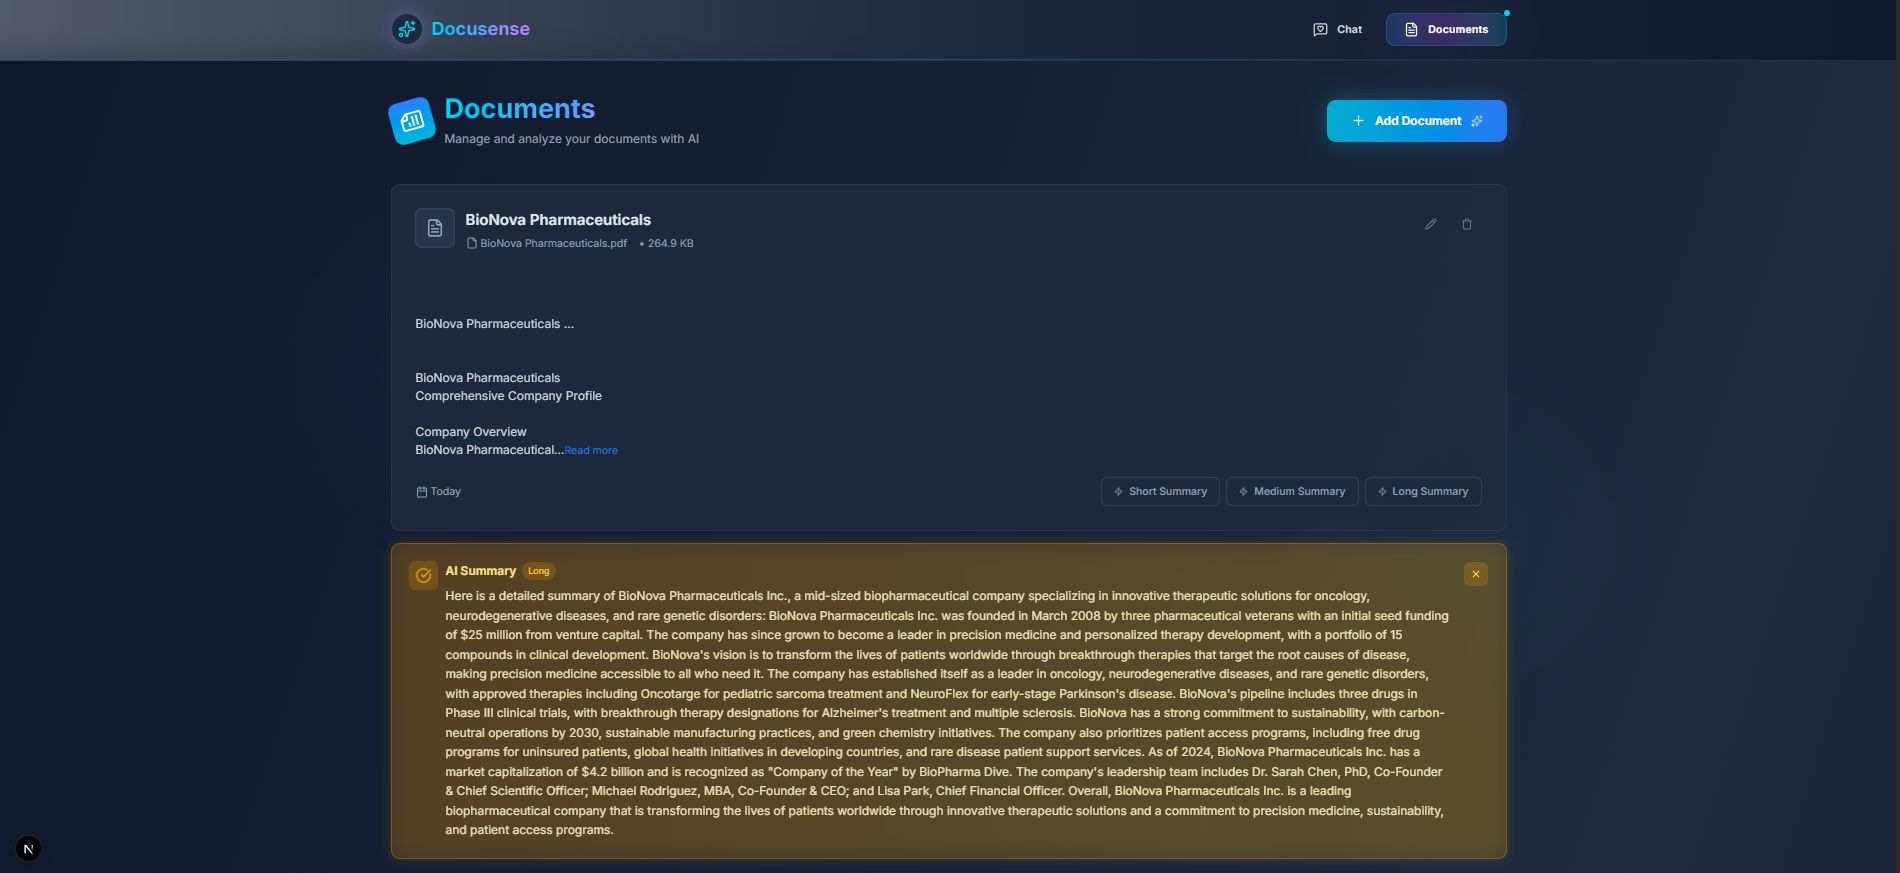 Docusense
Chat
Documents
Documents
Manage and analyze your documents with AI
Add Document
BioNova Pharmaceuticals
BioNova Pharmaceuticals.pdf • 264.9 KB
BioNova Pharmaceuticals ...
BioNova Pharmaceuticals
Comprehensive Company Profile
Company Overview
BioNova Pharmaceutical...Read more
Today
Short Summary
Medium Summary
Long Summary
AI Summary Long
Here is a detailed summary of BioNova Pharmaceuticals Inc., a mid-sized biopharmaceutical company specializing in innovative therapeutic solutions for oncology,
neurodegenerative diseases, and rare genetic disorders: BioNova Pharmaceuticals Inc. was founded in March 2008 by three pharmaceutical veterans with an initial seed funding
of $25 million from venture capital. The company has since grown to become a leader in precision medicine and personalized therapy development, with a portfolio of 15
compounds in clinical development. BioNova's vision is to transform the lives of patients worldwide through breakthrough therapies that target the root causes of disease,
making precision medicine accessible to all who need it. The company has established itself as a leader in oncology, neurodegenerative diseases, and rare genetic disorders,
with approved therapies including Oncotarge for pediatric sarcoma treatment and NeuroFlex for early-stage Parkinson's disease. BioNova's pipeline includes three drugs in
Phase III clinical trials, with breakthrough therapy designations for Alzheimer's treatment and multiple sclerosis. BioNova has a strong commitment to sustainability, with carbon-
neutral operations by 2030, sustainable manufacturing practices, and green chemistry initiatives. The company also prioritizes patient access programs, including free drug
programs for uninsured patients, global health initiatives in developing countries, and rare disease patient support services. As of 2024, BioNova Pharmaceuticals Inc. has a
market capitalization of $4.2 billion and is recognized as "Company of the Year" by BioPharma Dive. The company's leadership team includes Dr. Sarah Chen, PhD, Co-Founder
& Chief Scientific Officer; Michael Rodriguez, MBA, Co-Founder & CEO; and Lisa Park, Chief Financial Officer. Overall, BioNova Pharmaceuticals Inc. is a leading
biopharmaceutical company that is transforming the lives of patients worldwide through innovative therapeutic solutions and a commitment to precision medicine, sustainability,
and patient access programs.
N